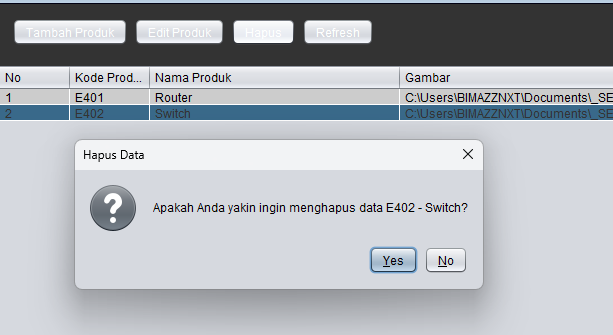 Tambah Produk Edit Produk Hapus Refresh
No Kode Prod... Nama Produk Gambar
1 E401 Router C:\Users\BIMAZZNXT\Documents\_SE
2 E402 Switch C:\Users\BIMAZZNXT\Documents\_SE
Hapus Data
Apakah Anda yakin ingin menghapus data E402 - Switch?
Yes No